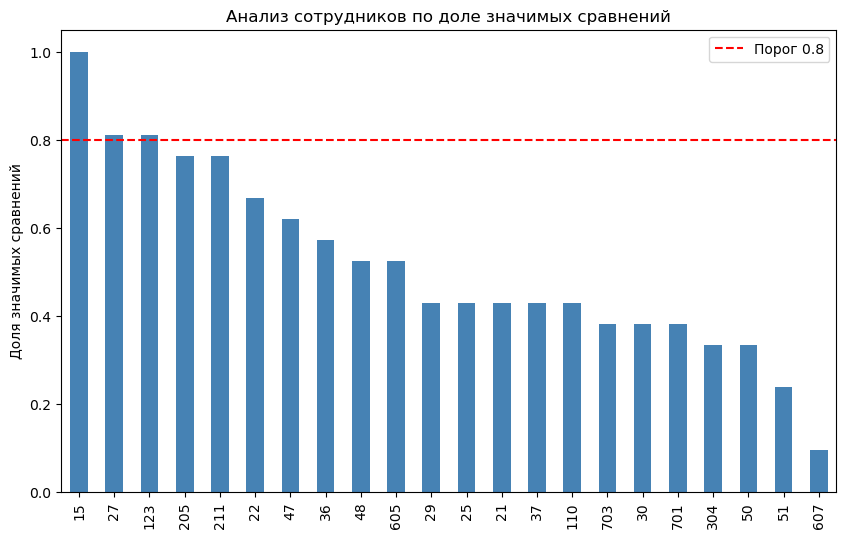 Анализ сотрудников по доле значимых сравнений
Порог 0.8
Доля значимых сравнений
1.0
0.8
0.6
0.4
0.2
0.0
15 27 123 205 211 22 47 36 48 605 29 25 21 37 110 703 30 701 304 50 51 607